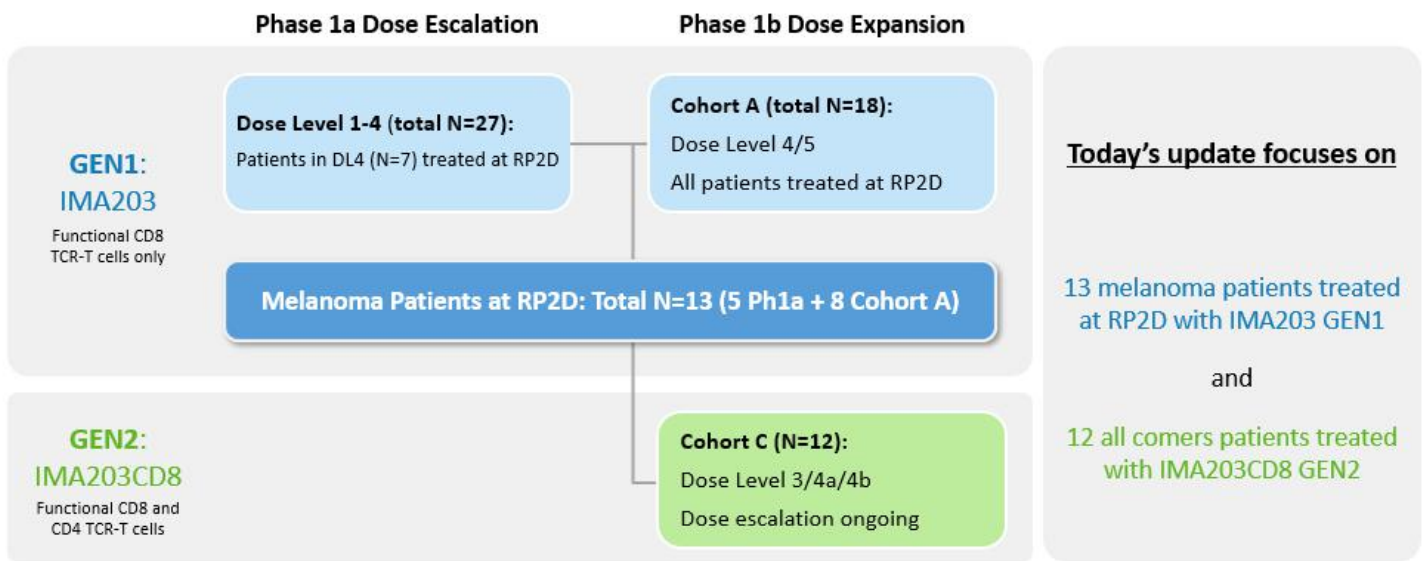 Phase 1a Dose Escalation
Phase 1b Dose Expansion
GEN1:
IMA203
Functional CD8
TCR-T cells only
Dose Level 1-4 (total N=27):
Patients in DL4 (N=7) treated at RP2D
Cohort A (total N=18):
Dose Level 4/5
All patients treated at RP2D
Melanoma Patients at RP2D: Total N=13 (5 Ph1a + 8 Cohort A)
GEN2:
IMA203CD8
Functional CD8 and
CD4 TCR-T cells
Cohort C (N=12):
Dose Level 3/4a/4b
Dose escalation ongoing
Today's update focuses on
13 melanoma patients treated
at RP2D with IMA203 GEN1
and
12 all comers patients treated
with IMA203CD8 GEN2